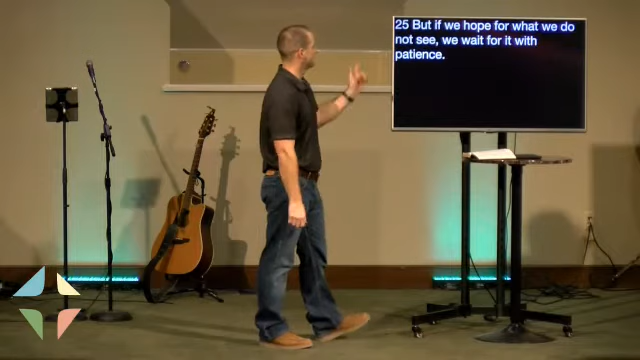 25 But if we hope for what we do
not see, we wait for it with
patience.